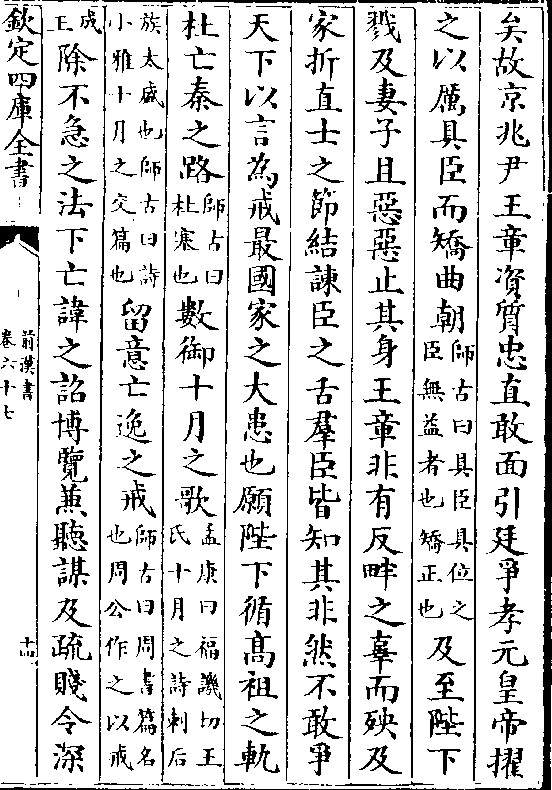 矣故京兆尹王章資質忠直敢面引廷爭孝元皇帝擢
之以厲具臣而矯曲朝師古曰具臣具位之臣無益者也矯正也及至陛下
戮及妻子且惡惡止其身王章非有反畔之辜而殃及
家折直士之節結諫臣之舌羣臣皆知其非然不敢爭
天下以言為戒最國家之大患也願陛下循高祖之軌
杜亡秦之路師古曰杜塞也數御十月之歌孟康曰福譏切王氏十月之詩刺后
族太盛也師古曰詩小雅十月之交篇也留意亡逸之戒師古曰周書篇名也周公作之以戒
成王除不急之法下亡諱之詔博覽兼聽謀及疏賤令深
欽定四庫全書
前漢書
卷六十七
十四